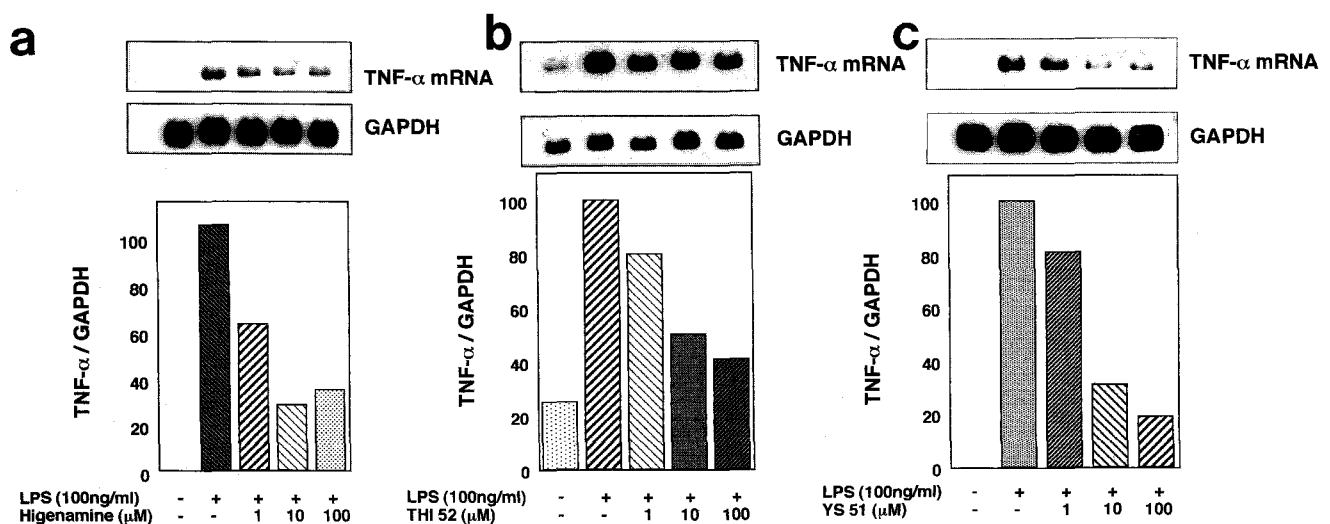 a
TNF-α mRNA
GAPDH
TNF-α / GAPDH
100
80
60
40
20
0
LPS (100ng/ml) - + + + +
Higenamine (μM) - - 1 10 100
b
TNF-α mRNA
GAPDH
TNF-α / GAPDH
100
80
60
40
20
0
LPS (100ng/ml) - + + + +
THI 52 (μM) - - 1 10 100
c
TNF-α mRNA
GAPDH
TNF-α / GAPDH
100
80
60
40
20
0
LPS (100ng/ml) - + + + +
YS 51 (μM) - - 1 10 100